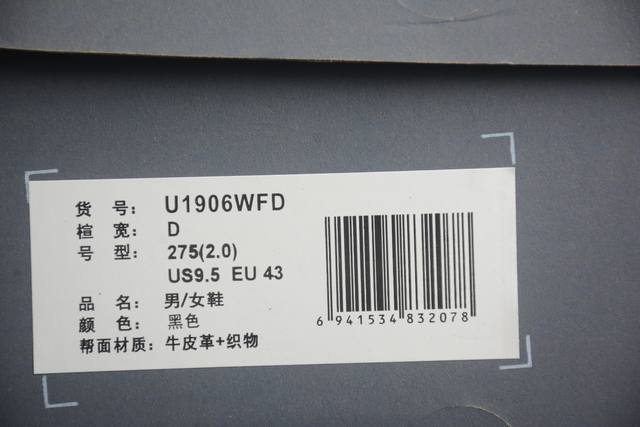 货 号: U1906WFD
楦 宽: D
号 型: 275(2.0)
US9.5 EU 43
品 名: 男/女鞋
颜 色: 黑色
帮面材质: 牛皮革+织物
6 941534 832078